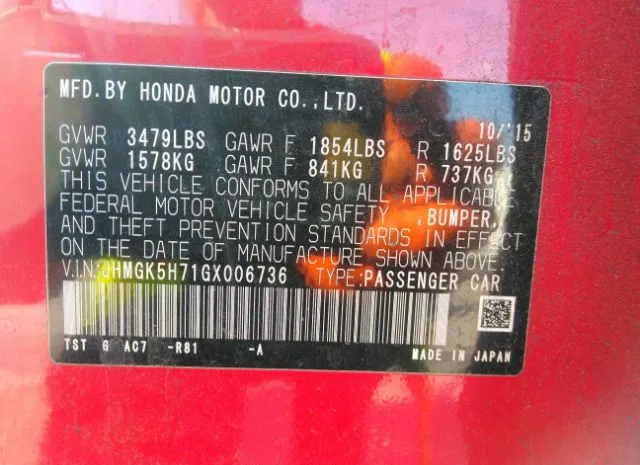 MFD.BY HONDA MOTOR CO.,LTD.
10/'15
GVWR 3479LBS GAWR F 1854LBS R 1625LBS
GVWR 1578KG GAWR F 841KG R 737KG
THIS VEHICLE CONFORMS TO ALL APPLICABLE
FEDERAL MOTOR VEHICLE SAFETY ,BUMPER,
AND THEFT PREVENTION STANDARDS IN EFFECT
ON THE DATE OF MANUFACTURE SHOWN ABOVE.
V.I.N:JHMGK5H71GX006736 TYPE:PASSENGER CAR
TST G AC7 -R81 -A MADE IN JAPAN